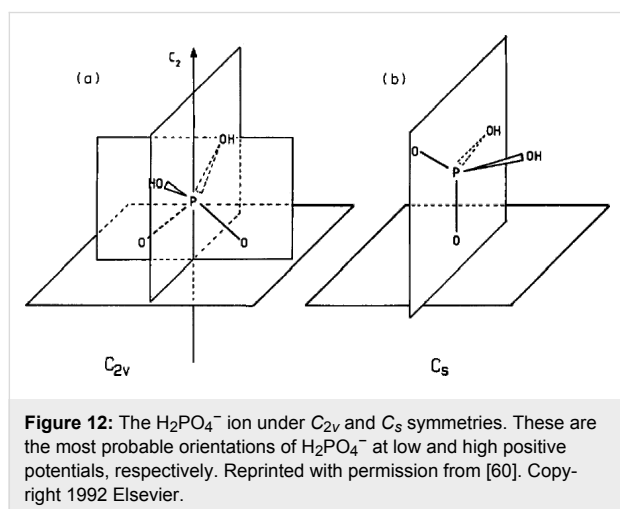 (a)
C₂
(b)
OH
HO
P
O
O
OH
O
P
OH
O
C₂ᵥ
Cₛ
Figure 12: The H₂PO₄⁻ ion under C₂ᵥ and Cₛ symmetries. These are
the most probable orientations of H₂PO₄⁻ at low and high positive
potentials, respectively. Reprinted with permission from [60]. Copy-
right 1992 Elsevier.